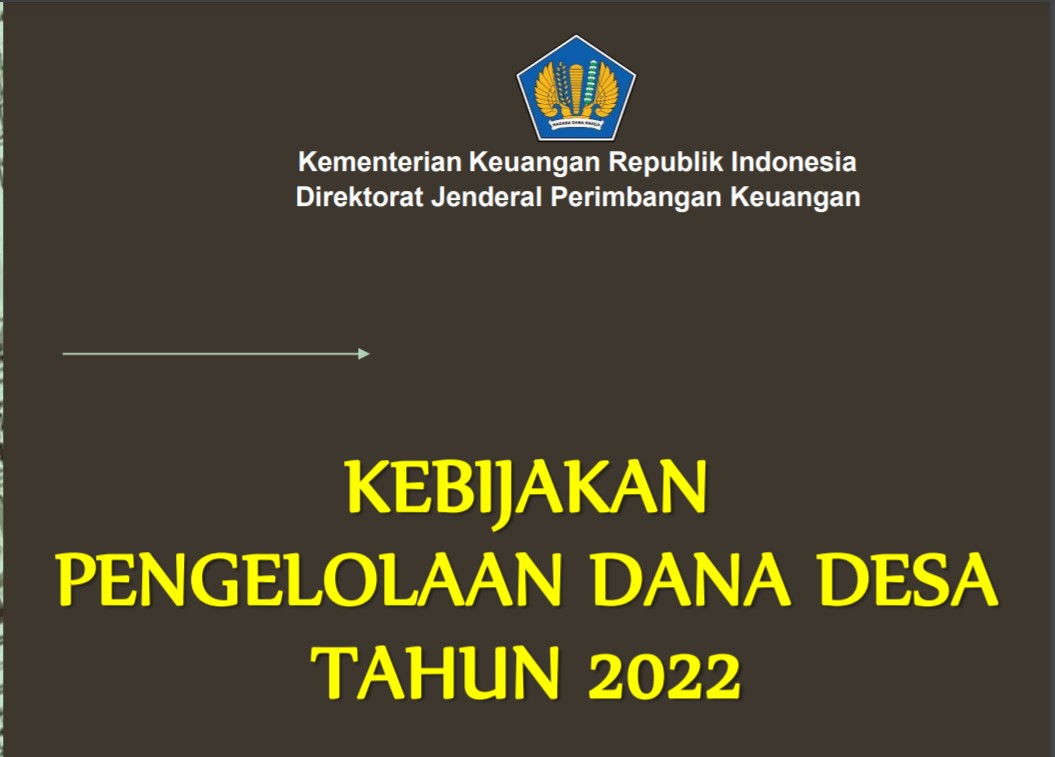 NAGARA DANA RAKCA
Kementerian Keuangan Republik Indonesia
Direktorat Jenderal Perimbangan Keuangan
KEBIJAKAN
PENGELOLAAN DANA DESA
TAHUN 2022